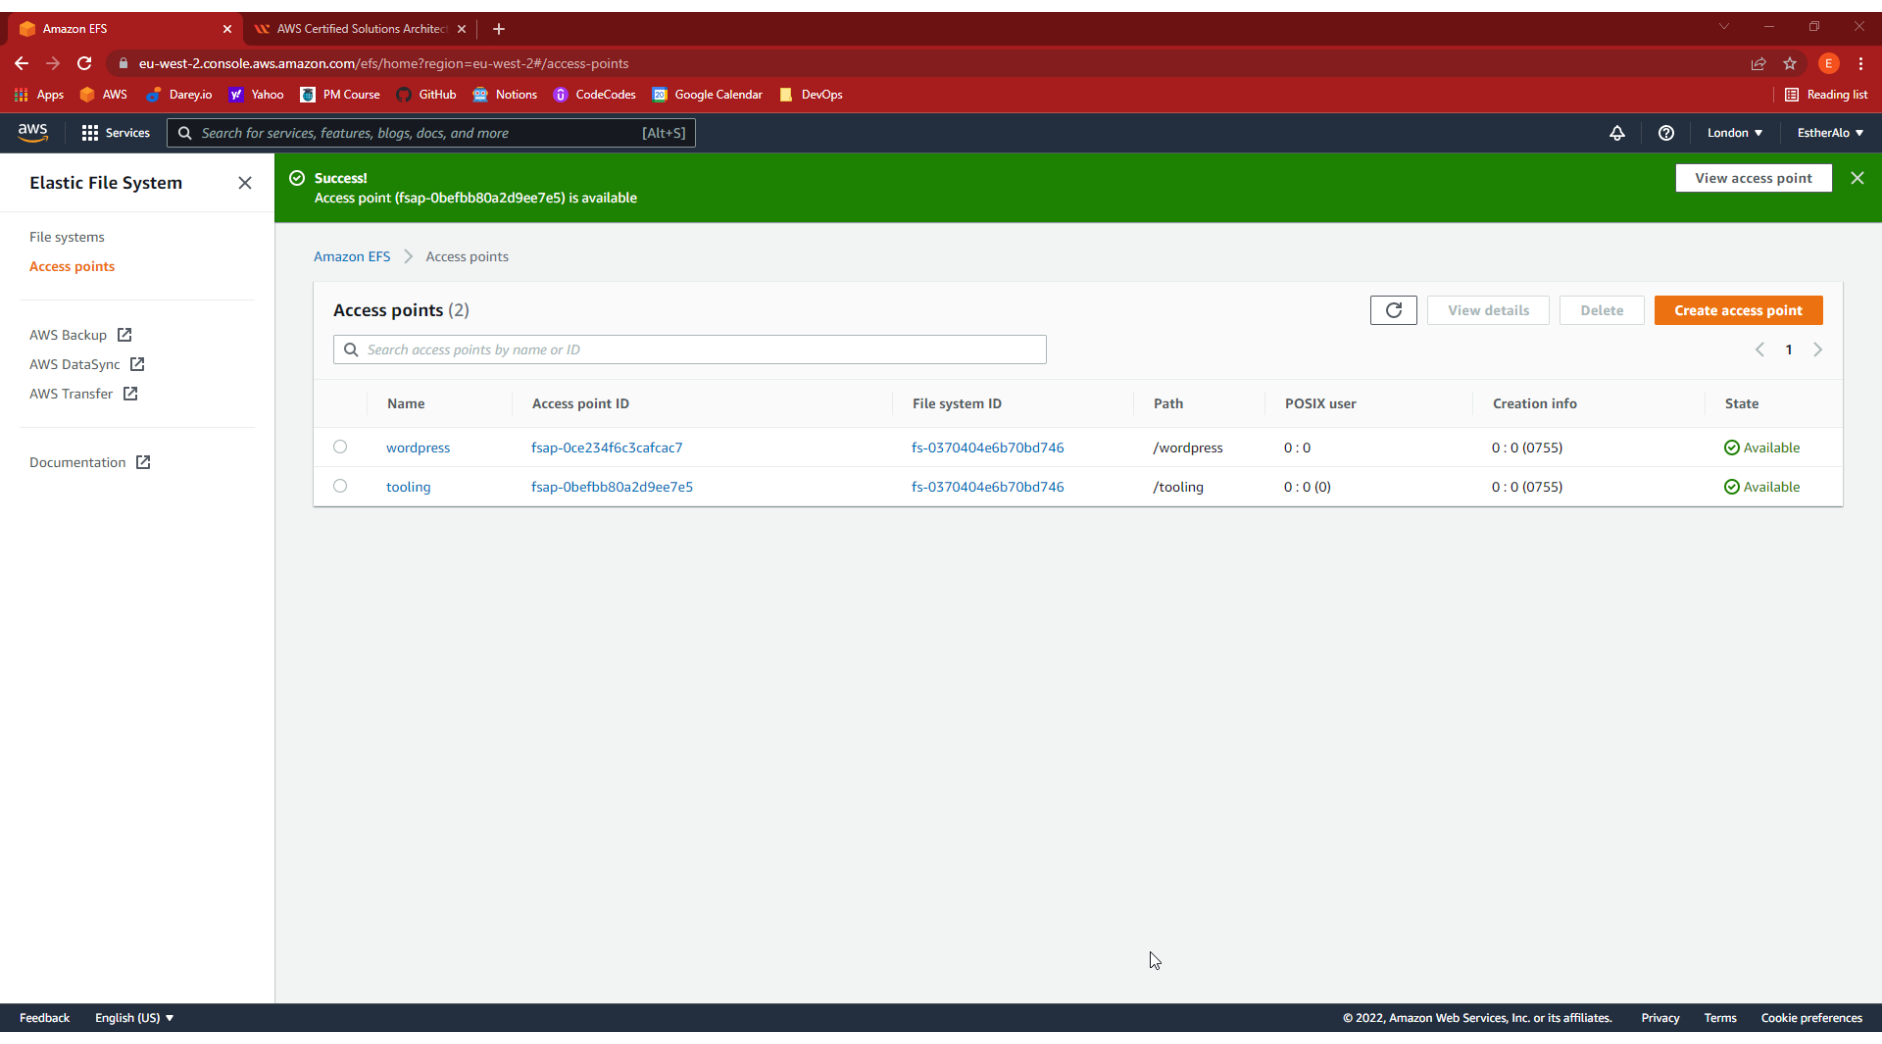 Amazon EFS
AWS Certified Solutions Architec
eu-west-2.console.aws.amazon.com/efs/home?region=eu-west-2#/access-points
E
Apps AWS Darey.io Yahoo PM Course GitHub Notions CodeCodes Google Calendar DevOps Reading list
aws Services Search for services, features, blogs, docs, and more [Alt+S] London EstherAlo
Elastic File System
File systems
Access points
AWS Backup
AWS DataSync
AWS Transfer
Documentation
Success!
Access point (fsap-0befbb80a2d9ee7e5) is available
View access point
Amazon EFS > Access points
Access points (2)
View details Delete Create access point
Search access points by name or ID
1
Name Access point ID File system ID Path POSIX user Creation info State
wordpress fsap-0ce234f6c3cafcac7 fs-0370404e6b70bd746 /wordpress 0 : 0 0 : 0 (0755) Available
tooling fsap-0befbb80a2d9ee7e5 fs-0370404e6b70bd746 /tooling 0 : 0 (0) 0 : 0 (0755) Available
Feedback English (US) © 2022, Amazon Web Services, Inc. or its affiliates. Privacy Terms Cookie preferences